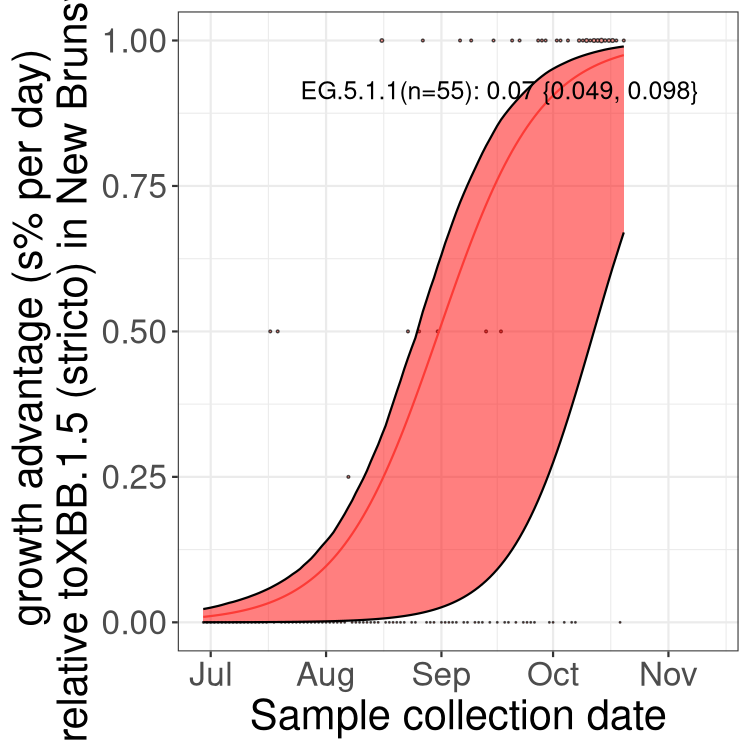 growth advantage (s% per day)
relative toXBB.1.5 (stricto) in New
1.00
0.75
0.50
0.25
0.00
EG.5.1.1(n=55): 0.07 {0.049, 0.098}
Jul Aug Sep Oct Nov
Sample collection date